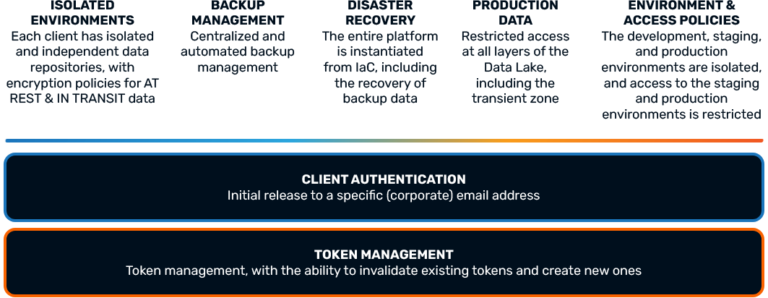 ISOLATED
ENVIRONMENTS
Each client has isolated
and independent data
repositories, with
encryption policies for AT
REST & IN TRANSIT data
BACKUP
MANAGEMENT
Centralized and
automated backup
management
DISASTER
RECOVERY
The entire platform
is instantiated
from IaC, including
the recovery of
backup data
PRODUCTION
DATA
Restricted access
at all layers of the
Data Lake,
including the
transient zone
ENVIRONMENT &
ACCESS POLICIES
The development, staging,
and production
environments are isolated,
and access to the staging
and production
environments is restricted
CLIENT AUTHENTICATION
Initial release to a specific (corporate) email address
TOKEN MANAGEMENT
Token management, with the ability to invalidate existing tokens and create new ones